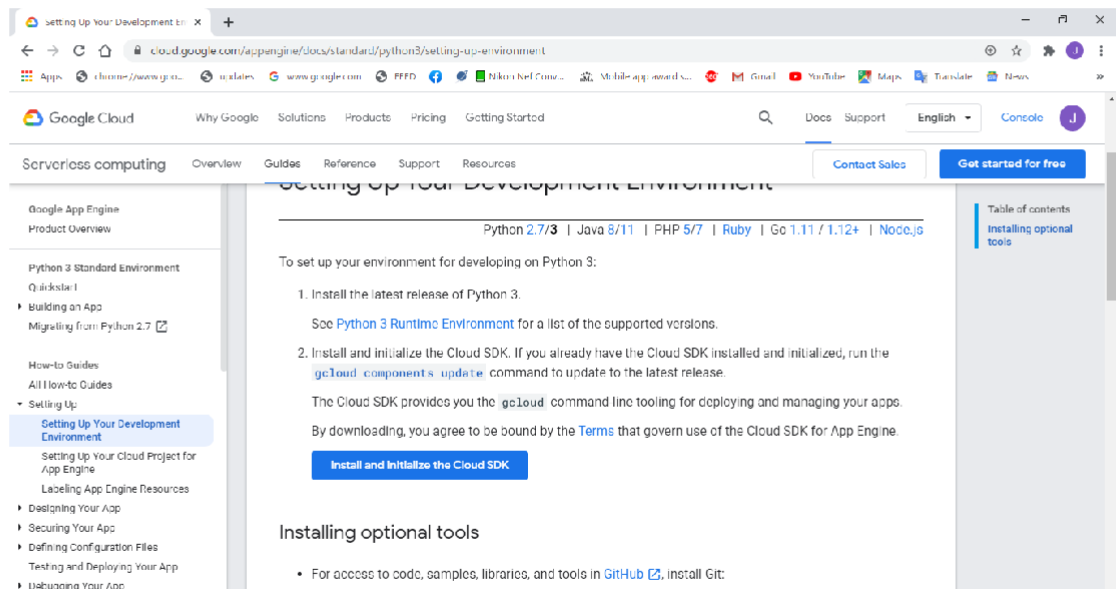 Setting Up Your Development En
cloud.google.com/appengine/docs/standard/python3/setting-up-environment
Apps chrome://www.goo... updates www.google.com FEED Nikon Net Conv... Mobile app award s... Gmail YouTube Maps Translate News
Google Cloud Why Google Solutions Products Pricing Getting Started Docs Support English Console J
Serverless computing Overview Guides Reference Support Resources Contact Sales Get started for free
Google App Engine
Product Overview
Python 3 Standard Environment
Quickstart
Building an App
Migrating from Python 2.7
How-to Guides
All How-to Guides
Setting Up
Setting Up Your Development
Environment
Setting Up Your Cloud Project for
App Engine
Labeling App Engine Resources
Designing Your App
Securing Your App
Defining Configuration Files
Testing and Deploying Your App
Debugging Your App
Setting Up Your Development Environment
Python 2.7/3 | Java 8/11 | PHP 5/7 | Ruby | Go 1.11 / 1.12+ | Node.js
To set up your environment for developing on Python 3:
1. Install the latest release of Python 3.
See Python 3 Runtime Environment for a list of the supported versions.
2. Install and initialize the Cloud SDK. If you already have the Cloud SDK installed and initialized, run the
gcloud components update command to update to the latest release.
The Cloud SDK provides you the gcloud command line tooling for deploying and managing your apps.
By downloading, you agree to be bound by the Terms that govern use of the Cloud SDK for App Engine.
Install and initialize the Cloud SDK
Installing optional tools
• For access to code, samples, libraries, and tools in GitHub, install Git:
Table of contents
Installing optional
tools